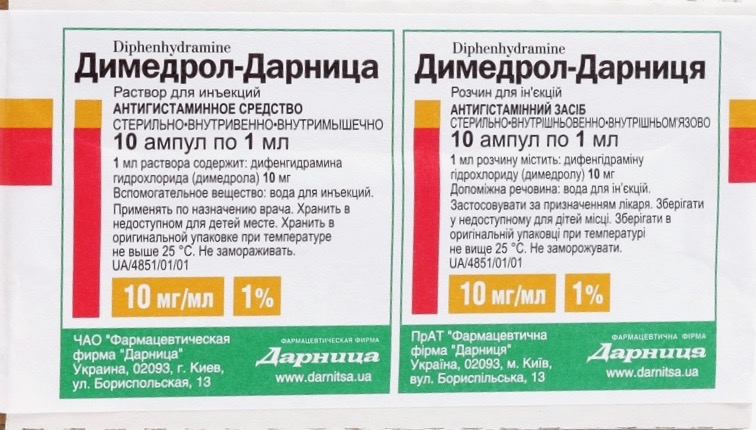 Diphenhydramine
Димедрол-Дарница
Раствор для инъекций
АНТИГИСТАМИННОЕ СРЕДСТВО
СТЕРИЛЬНО•ВНУТРИВЕННО•ВНУТРИМЫШЕЧНО
10 ампул по 1 мл
1 мл раствора содержит: дифенгидрамина
гидрохлорида (димедрола) 10 мг
Вспомогательное вещество: вода для инъекций.
Применять по назначению врача. Хранить в
недоступном для детей месте. Хранить в
оригинальной упаковке при температуре
не выше 25 °С. Не замораживать.
UA/4851/01/01
10 мг/мл 1%
ЧАО "Фармацевтическая
фирма "Дарница"
Украина, 02093, г. Киев,
ул. Бориспольская, 13
ФАРМАЦЕВТИЧЕСКАЯ ФИРМА
Дарница
www.darnitsa.ua
Diphenhydramine
Димедрол-Дарниця
Розчин для ін'єкцій
АНТИГІСТАМІННИЙ ЗАСІБ
СТЕРИЛЬНО•ВНУТРІШНЬОВЕННО•ВНУТРІШНЬОМ'ЯЗОВО
10 ампул по 1 мл
1 мл розчину містить: дифенгідраміну
гідрохлориду (димедролу) 10 мг
Допоміжна речовина: вода для ін'єкцій.
Застосовувати за призначенням лікаря. Зберігати
у недоступному для дітей місці. Зберігати в
оригінальній упаковці при температурі
не вище 25 °С. Не заморожувати.
UA/4851/01/01
10 мг/мл 1%
ПрАТ "Фармацевтична
фірма "Дарниця"
Україна, 02093, м. Київ,
вул. Бориспільська, 13
ФАРМАЦЕВТИЧНА ФІРМА
Дарниця
www.darnitsa.ua